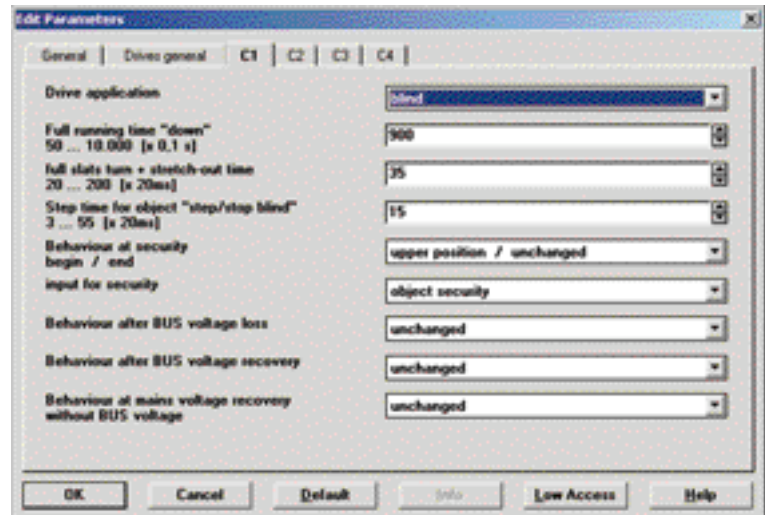 Edit Parameters
General Drives general C1 C2 C3 C4
Drive application
blind
Full running time "down"
50 ... 10.000 [x 0,1 s]
900
full slats turn + stretch-out time
20 ... 200 [x 20ms]
35
Step time for object "step/stop blind"
3 ... 55 [x 20ms]
15
Behaviour at security
begin / end
upper position / unchanged
input for security
object security
Behaviour after BUS voltage loss
unchanged
Behaviour after BUS voltage recovery
unchanged
Behaviour at mains voltage recovery
without BUS voltage
unchanged
OK Cancel Default Info Low Access Help